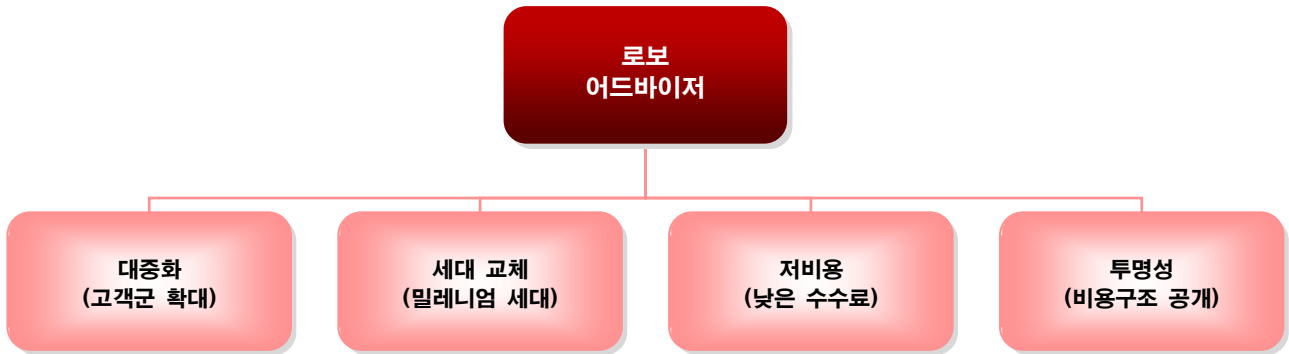 로보
어드바이저
대중화
(고객군 확대)
세대 교체
(밀레니엄 세대)
저비용
(낮은 수수료)
투명성
(비용구조 공개)